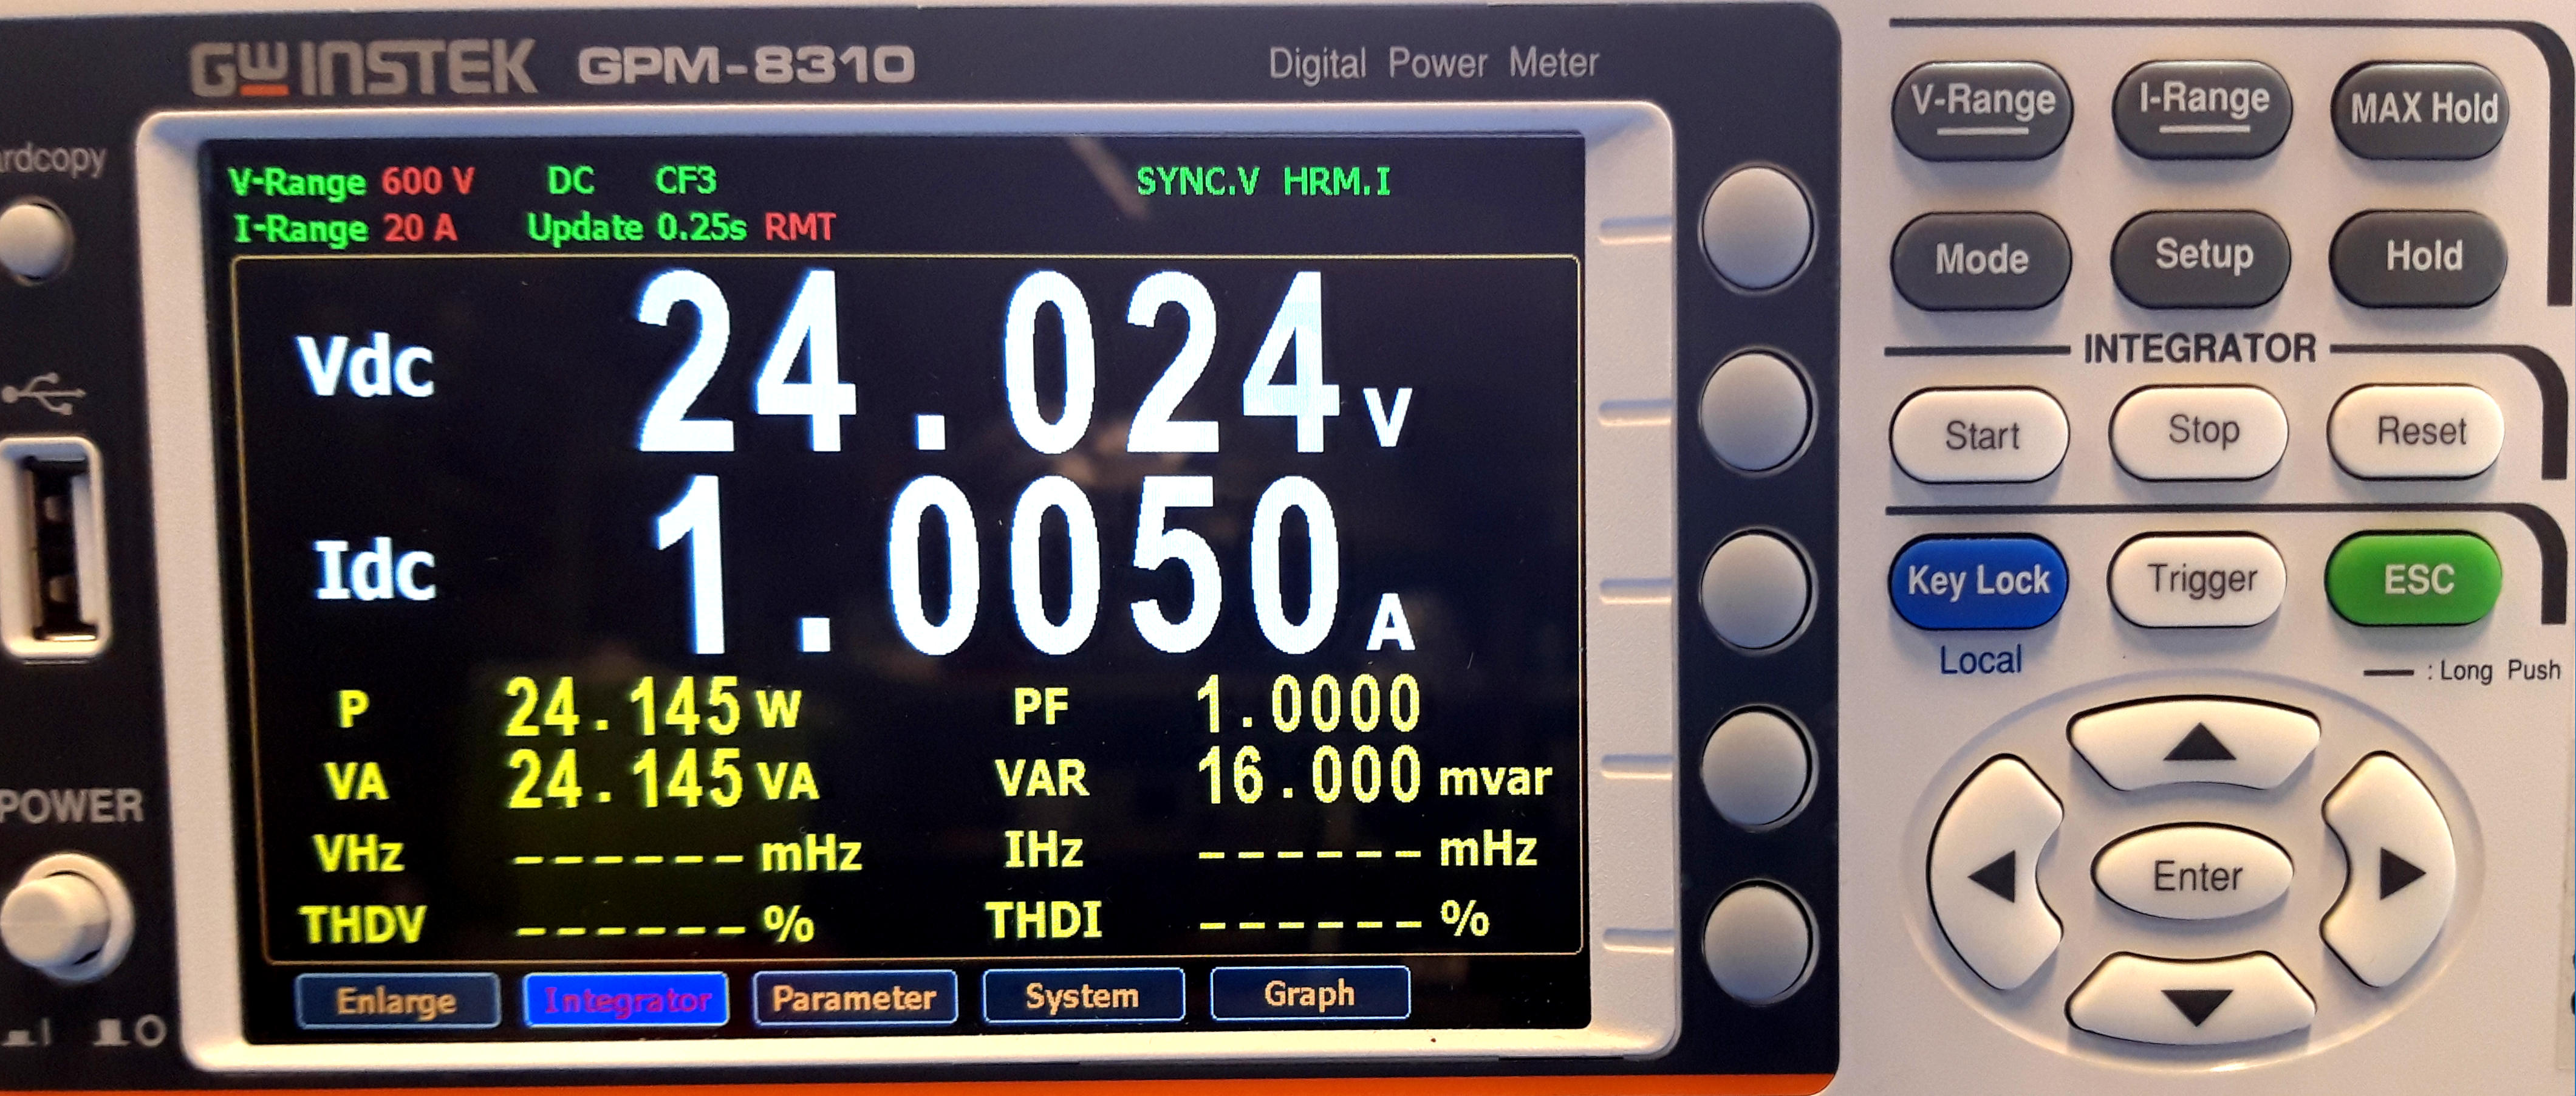 GW INSTEK GPM-8310 Digital Power Meter
rdcopy
V-Range 600 V DC CF3 SYNC.V HRM.I
I-Range 20 A Update 0.25s RMT
Vdc 24.024 V
Idc 1.0050 A
P 24.145 W PF 1.0000
VA 24.145 VA VAR 16.000 mvar
VHz ------ mHz IHz ------ mHz
THDV ------ % THDI ------ %
Enlarge Integrator Parameter System Graph
POWER
I O
V-Range I-Range MAX Hold
Mode Setup Hold
INTEGRATOR
Start Stop Reset
Key Lock Trigger ESC
Local
: Long Push
Enter